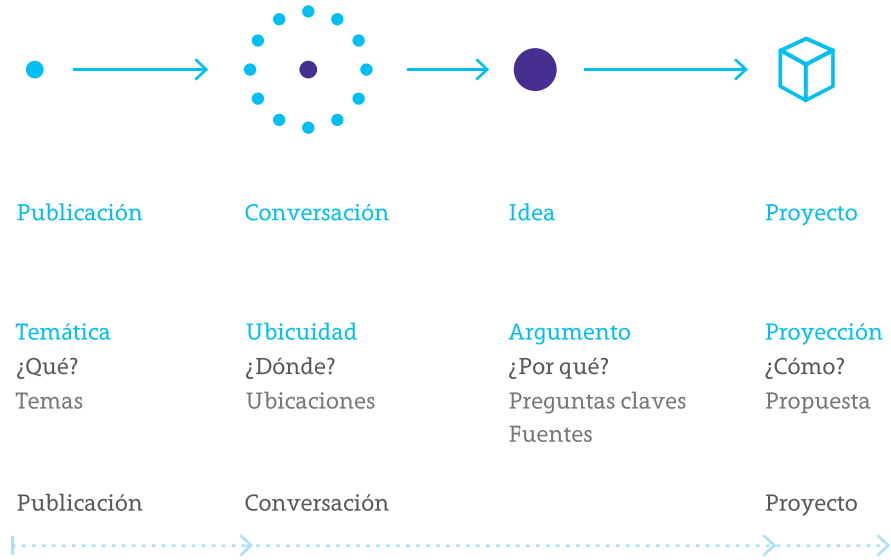 Publicación Conversación Idea Proyecto
Temática Ubicuidad Argumento Proyección
¿Qué? ¿Dónde? ¿Por qué? ¿Cómo?
Temas Ubicaciones Preguntas claves Propuesta
Fuentes
Publicación Conversación Proyecto